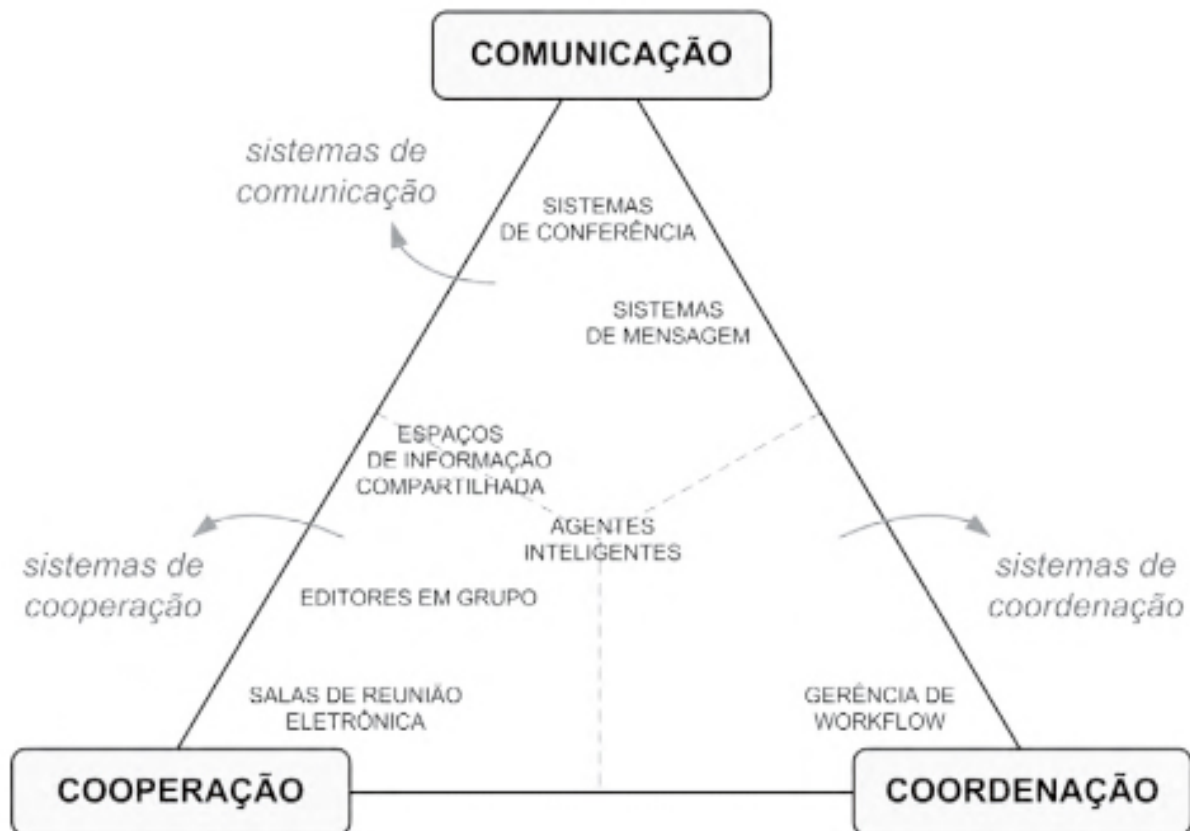 COMUNICAÇÃO
sistemas de
comunicação
SISTEMAS
DE CONFERÊNCIA
SISTEMAS
DE MENSAGEM
ESPAÇOS
DE INFORMAÇÃO
COMPARTILHADA
AGENTES
INTELIGENTES
sistemas de
cooperação
sistemas de
coordenação
EDITORES EM GRUPO
SALAS DE REUNIÃO
ELETRÔNICA
GERÊNCIA DE
WORKFLOW
COOPERAÇÃO
COORDENAÇÃO